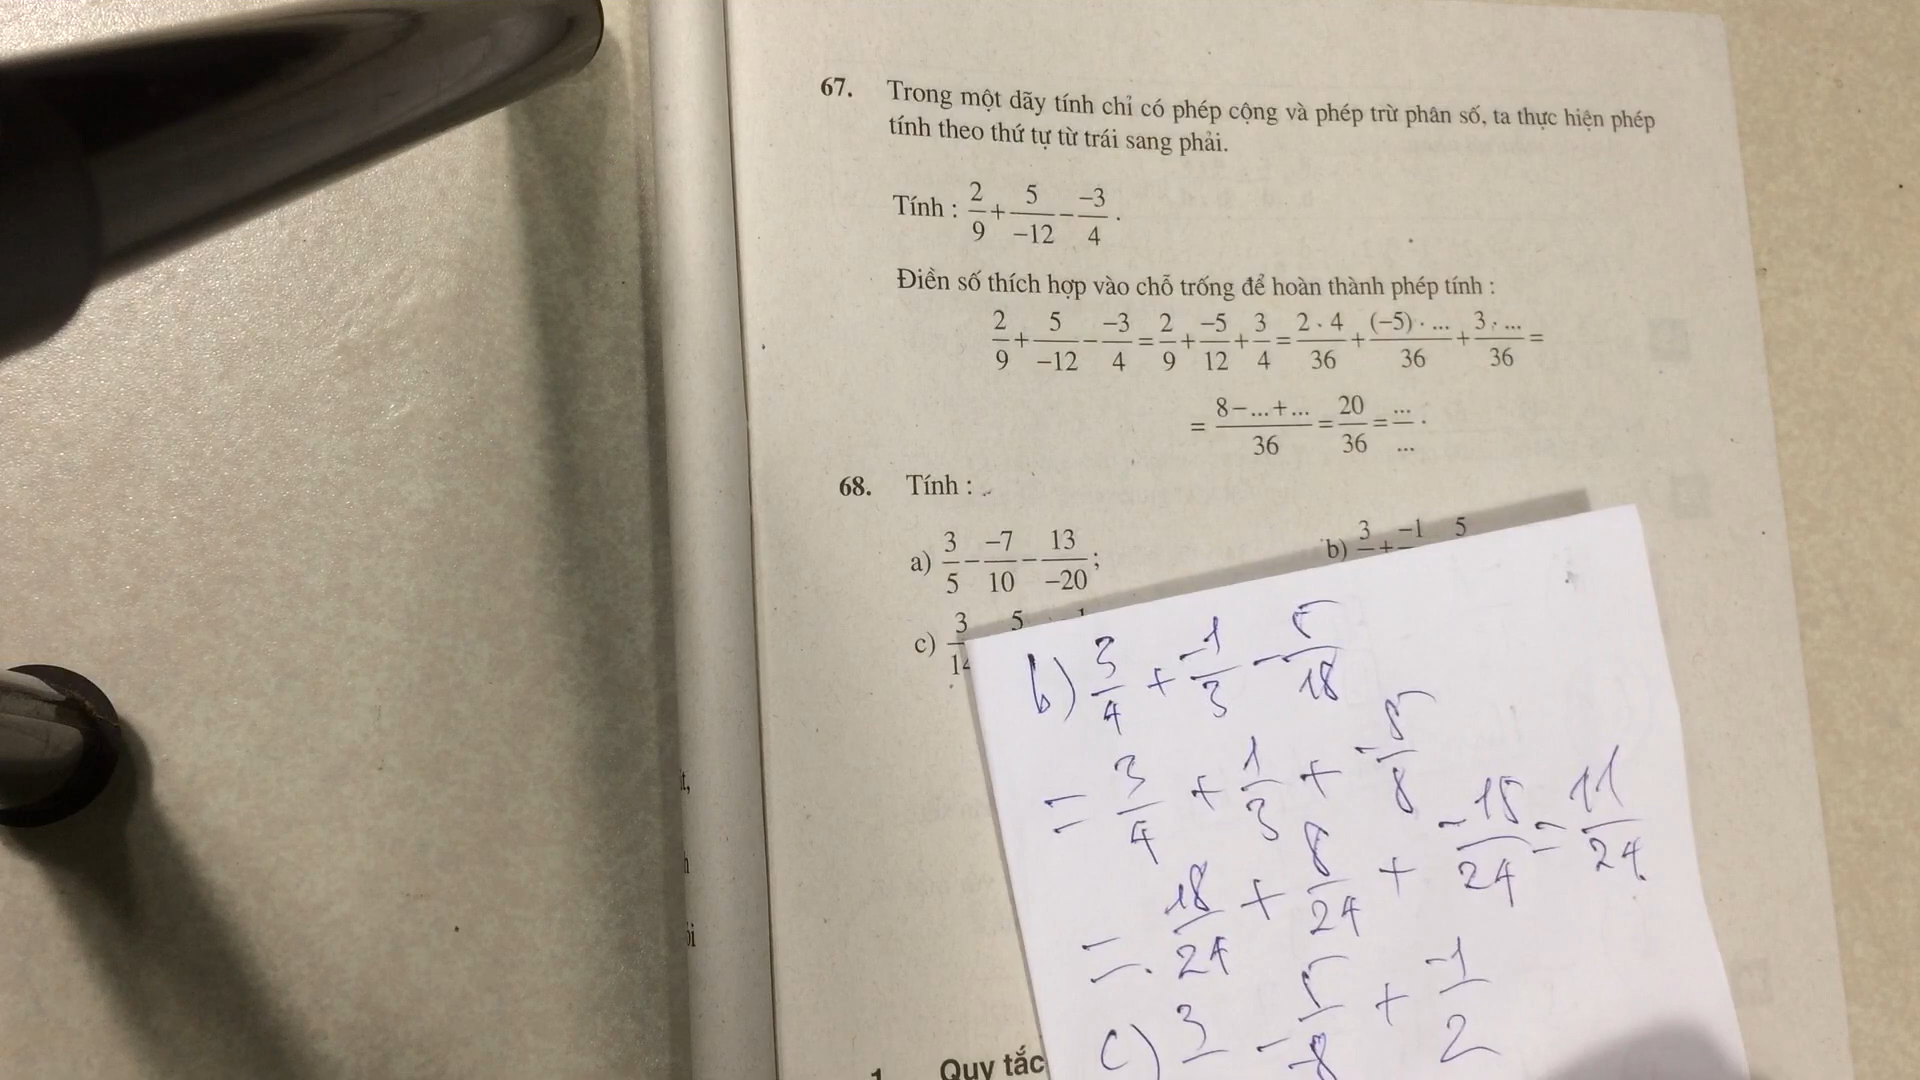 67. Trong một dãy tính chỉ có phép cộng và phép trừ phân số, ta thực hiện phép
tính theo thứ tự từ trái sang phải.
Tính : 2/9 + 5/−12 − −3/4 .
Điền số thích hợp vào chỗ trống để hoàn thành phép tính :
2/9 + 5/−12 − −3/4 = 2/9 + −5/12 + 3/4 = 2 · 4/36 + (−5) · .../36 + 3 · .../36 =
= 8 − ... + .../36 = 20/36 = .../... .
68. Tính :
a) 3/5 − −7/10 − 13/−20 ;
b) 3 + −1 5
c) 3 5
b) 3/4 + −1/3 − 5/18
= 3/4 + 1/3 + −5/8
= 18/24 + 8/24 + −15/24 = 11/24
c) 3 − 5/8 + −1/2
t,
Quy tắc